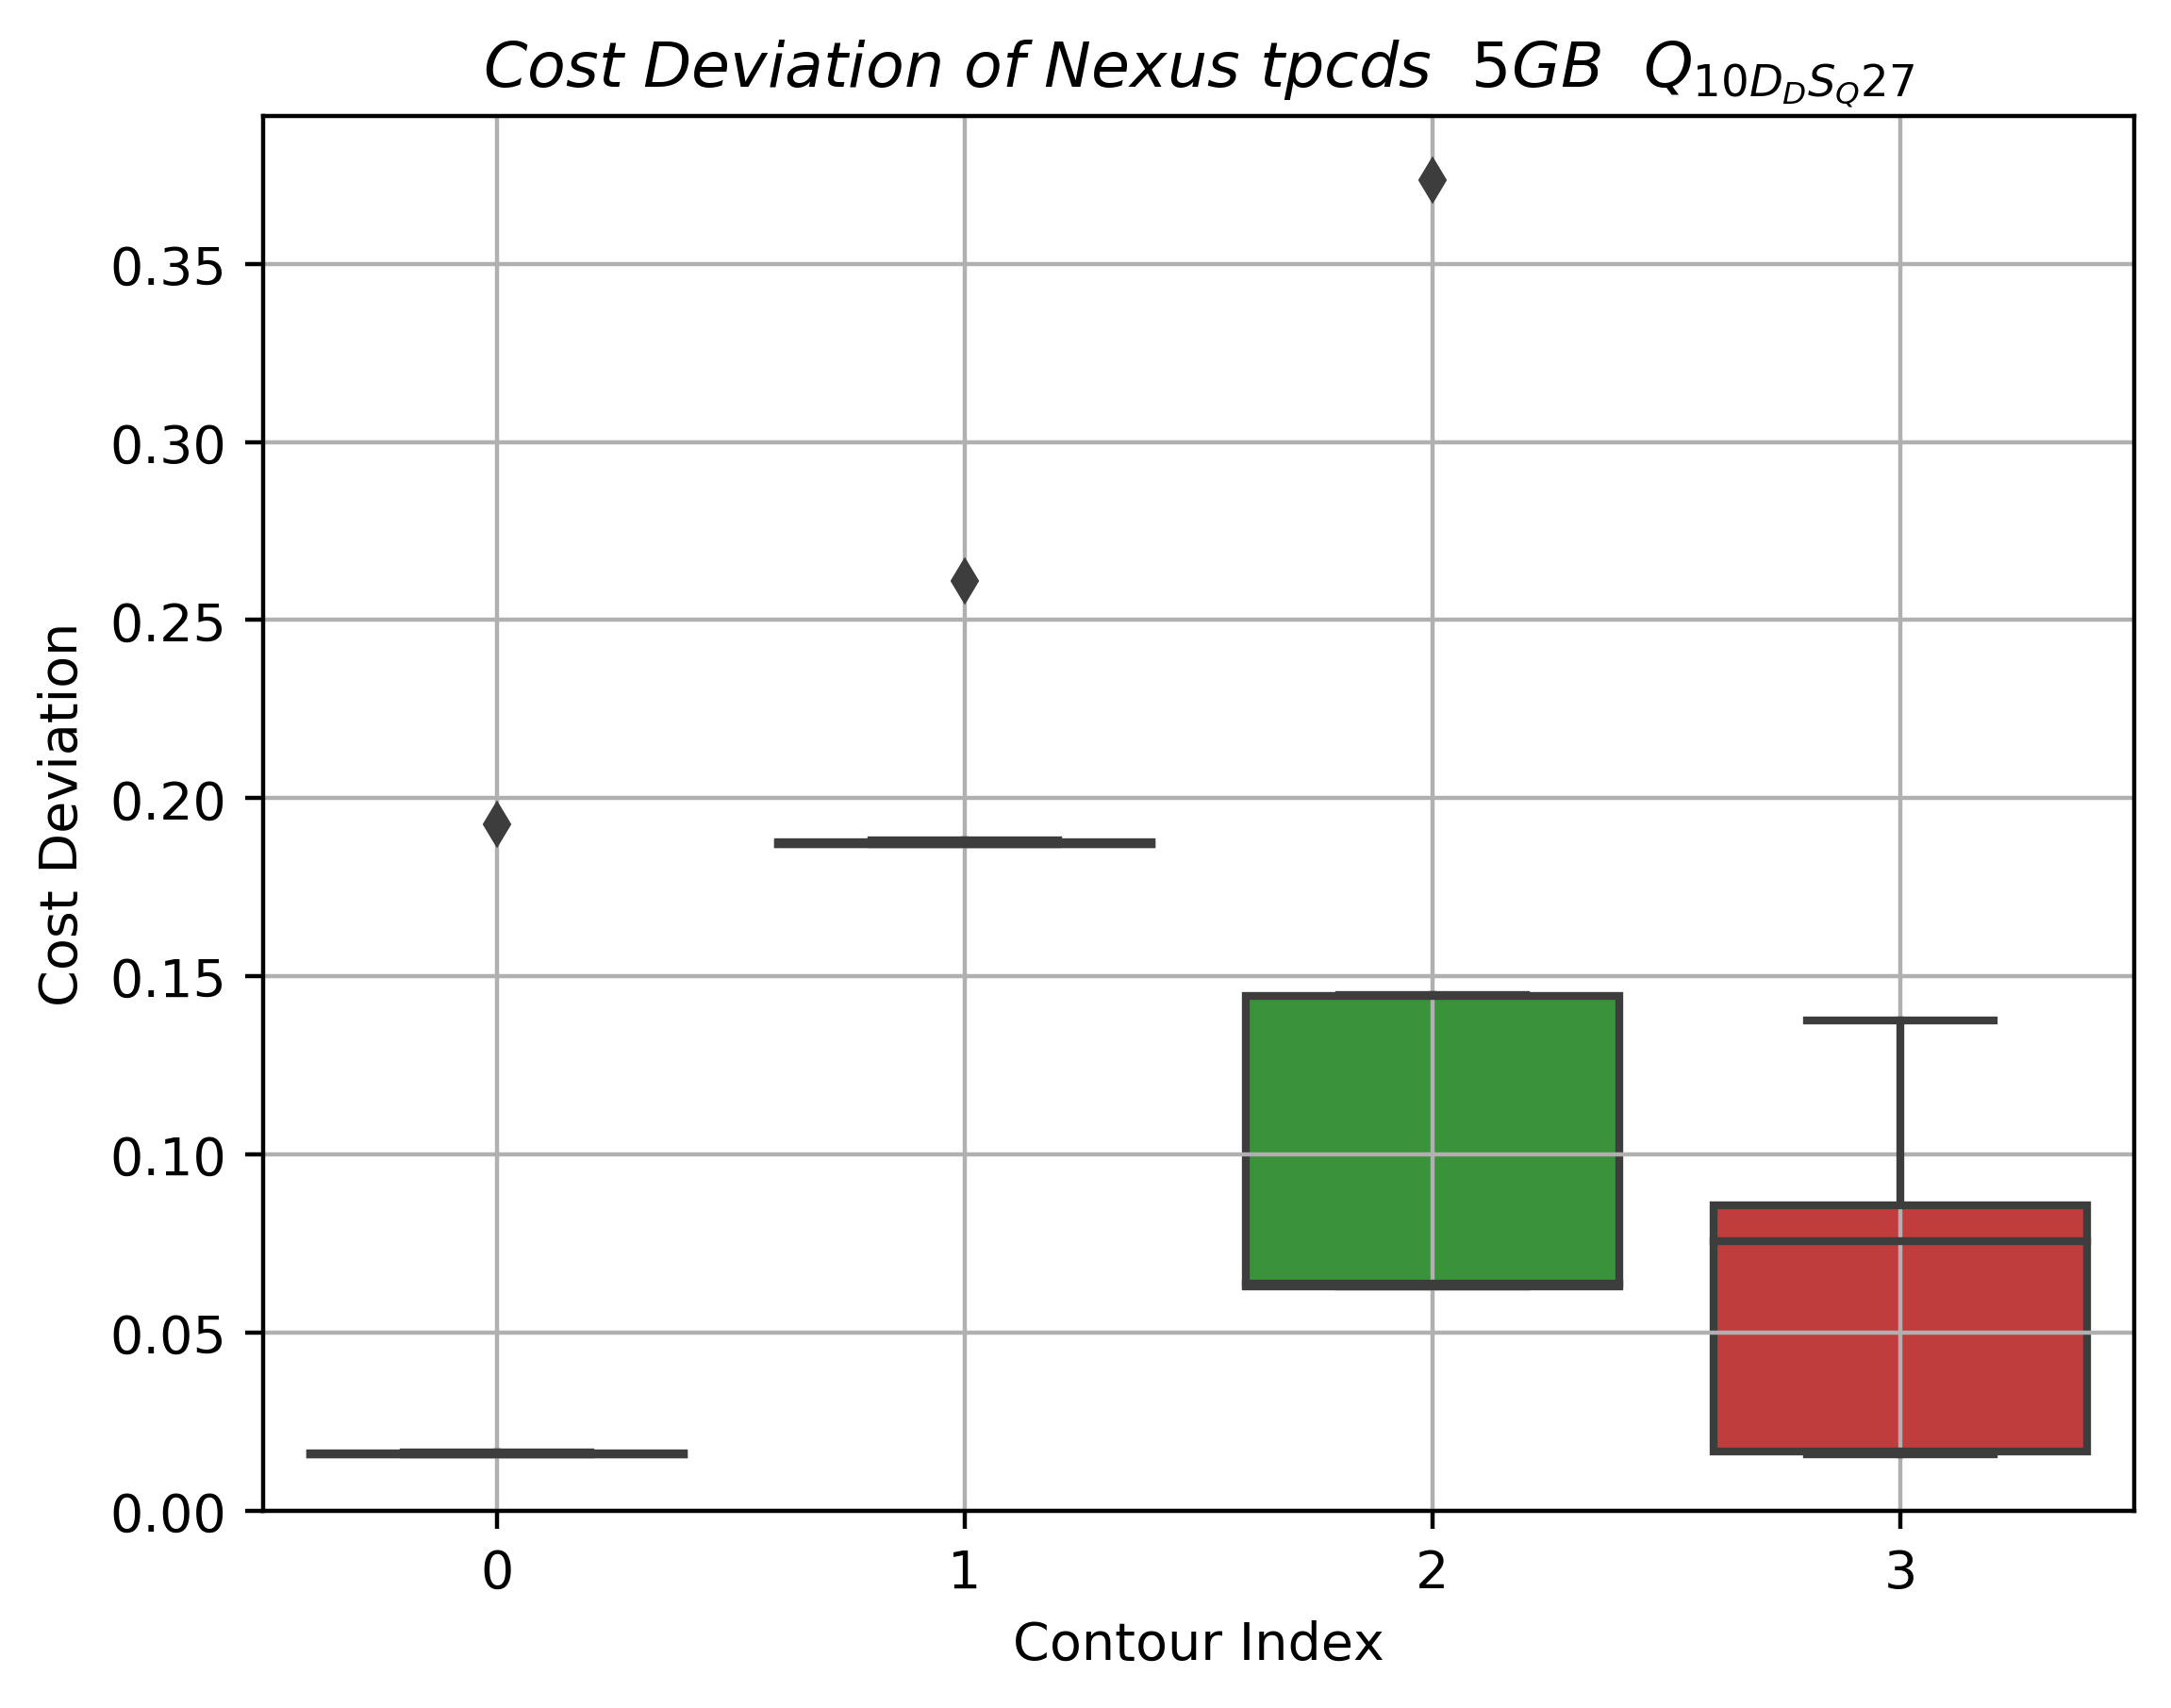 Cost Deviation of Nexus tpcds 5GB Q10DDSQ27
Cost Deviation
0.35
0.30
0.25
0.20
0.15
0.10
0.05
0.00
0 1 2 3
Contour Index